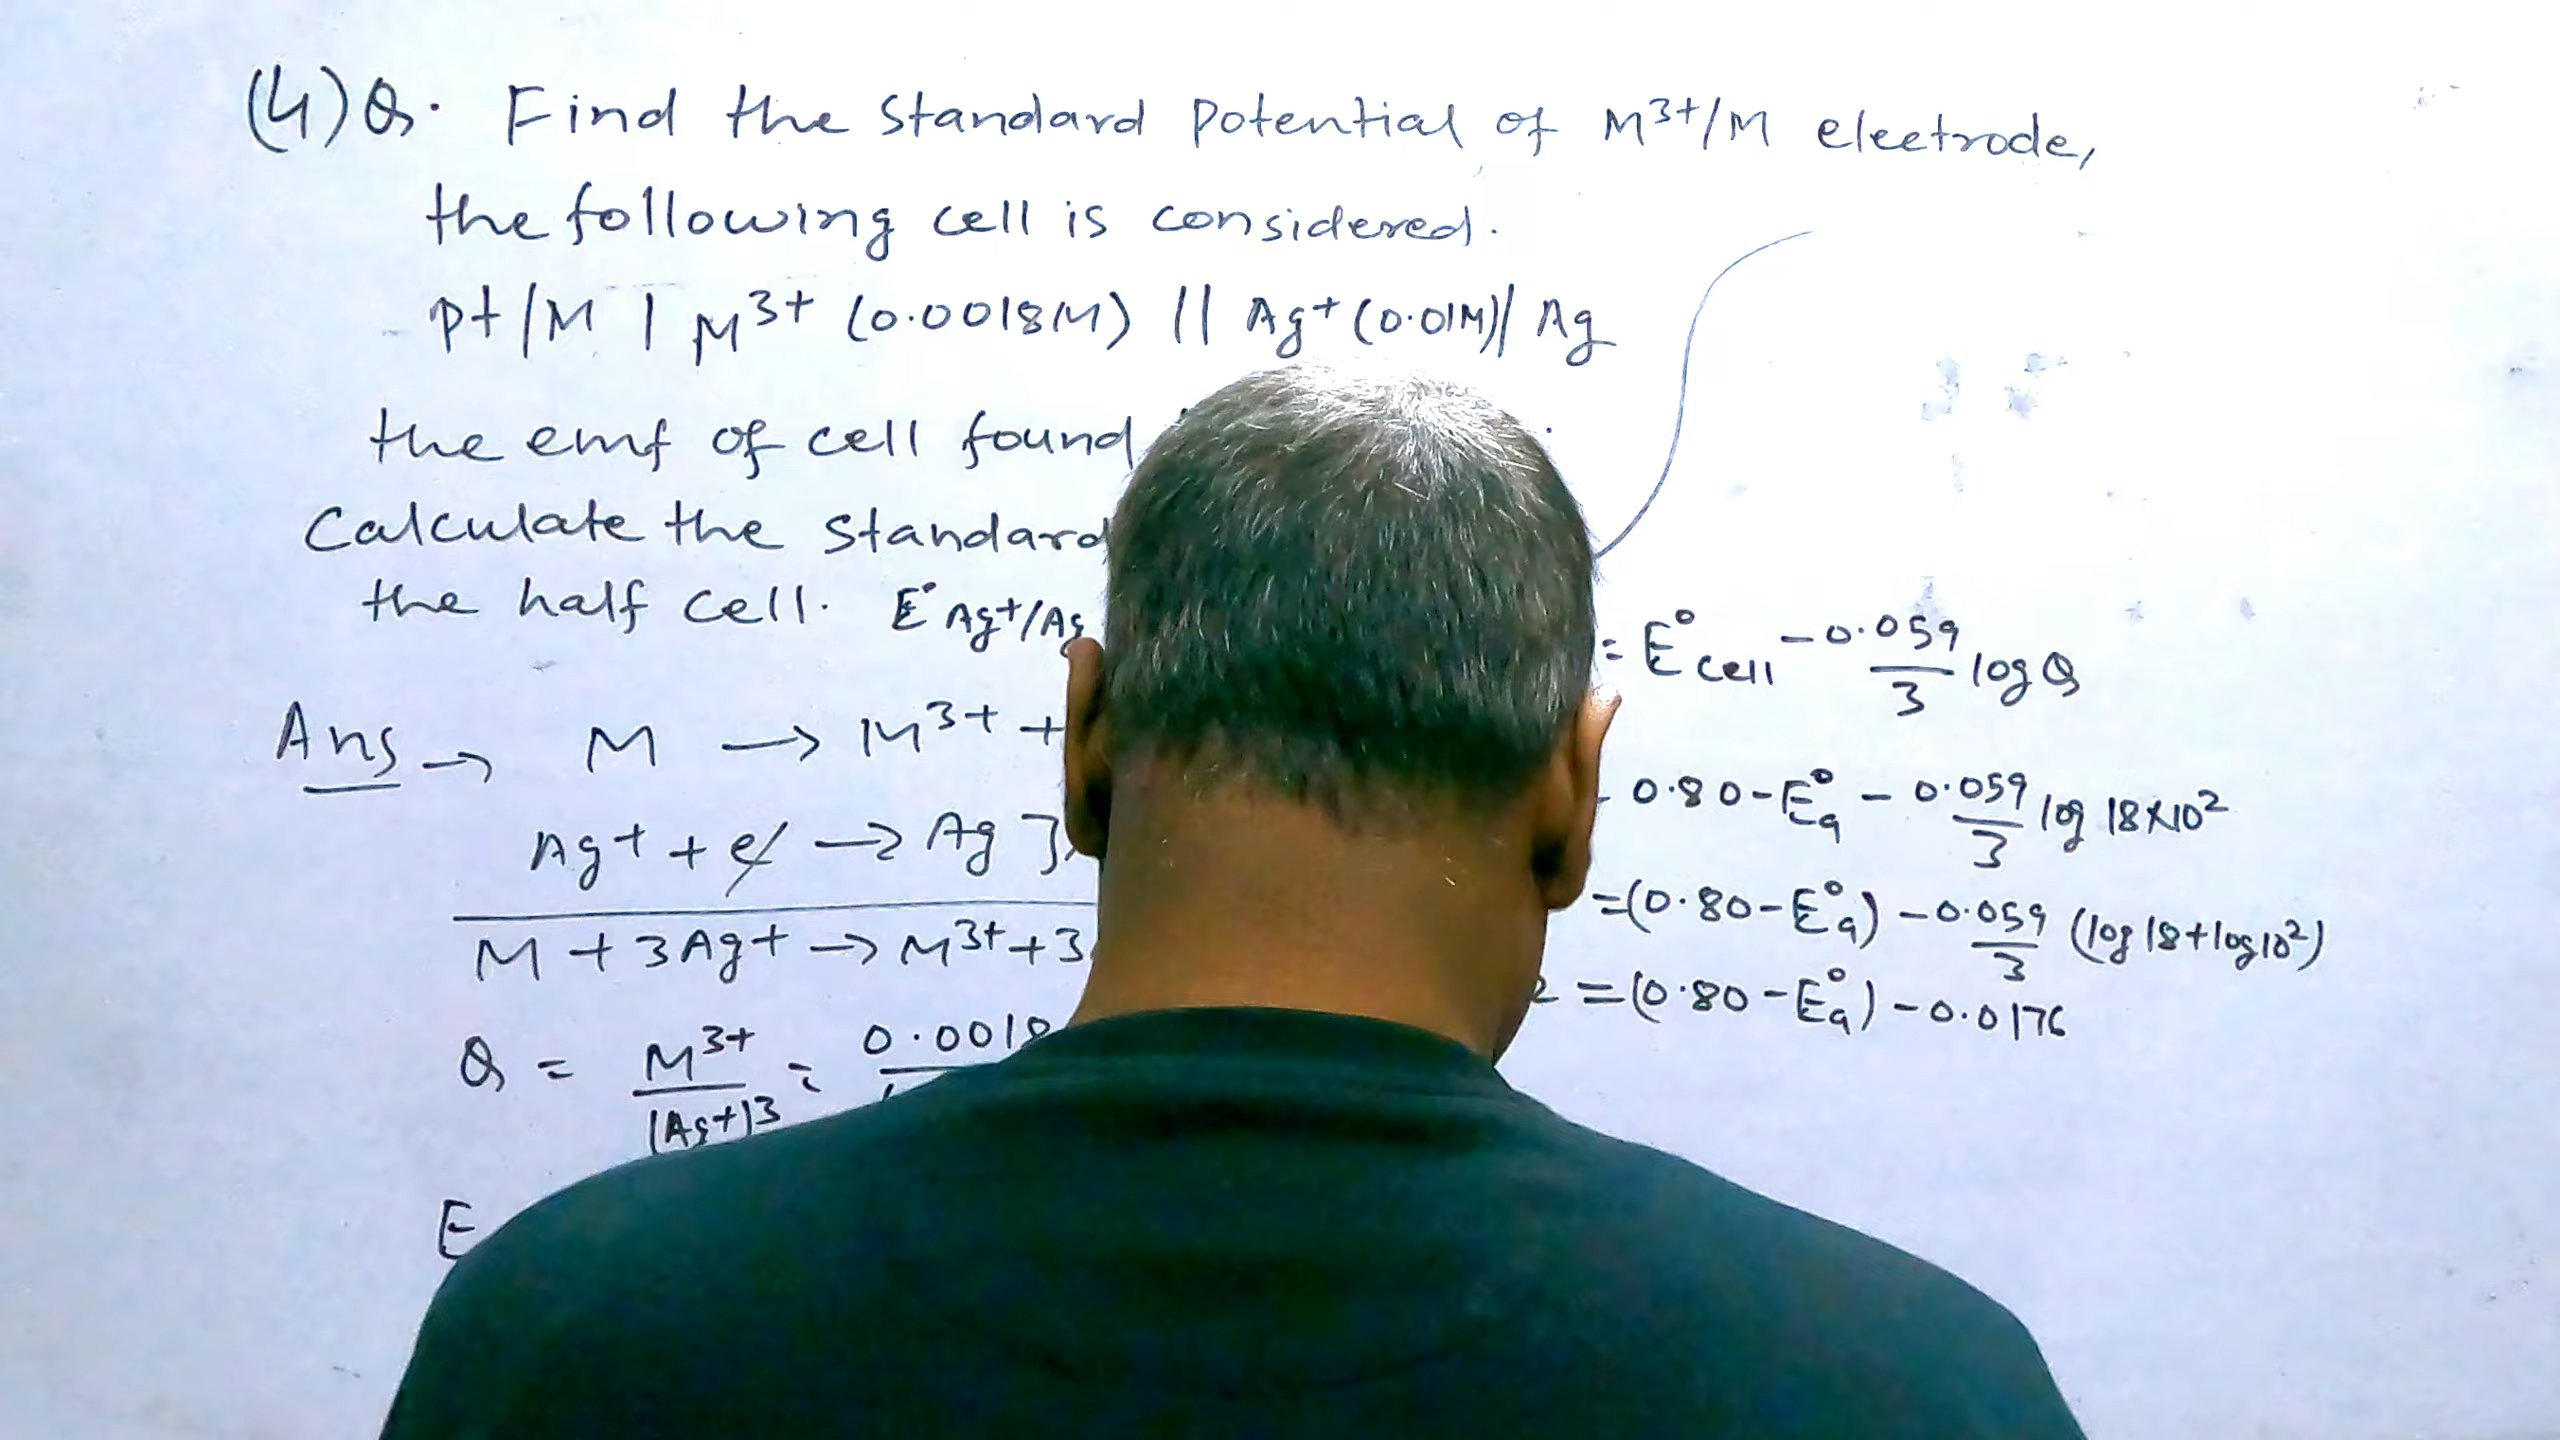 (4) Q. Find the Standard Potential of M³⁺/M electrode,
the following cell is considered.
Pt/M | M³⁺ (0.0018M) || Ag⁺(0.01M)| Ag
the emf of cell found
Calculate the standard
the half cell. E° Ag⁺/Ag
Ans → M → M³⁺ +
Ag⁺ + e → Ag ]
M + 3Ag⁺ → M³⁺ + 3
Q = M³⁺/(Ag⁺)³ = 0.0018
E
= E°cell - 0.059/3 log Q
0.80 - E°a - 0.059/3 log 18×10²
= (0.80 - E°a) - 0.059/3 (log 18 + log 10²)
2 = (0.80 - E°a) - 0.0176